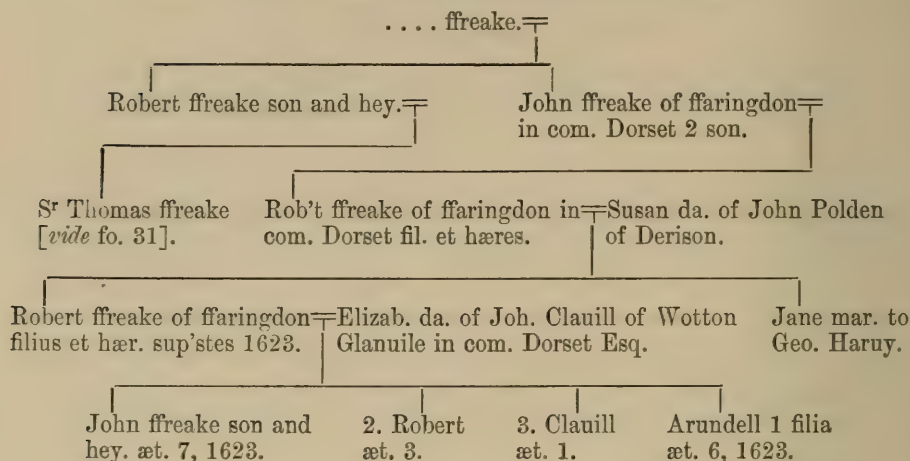 .... ffreake.
Robert ffreake son and hey.
John ffreake of ffaringdon
in com. Dorset 2 son.
Sr Thomas ffreake
[vide fo. 31].
Rob't ffreake of ffaringdon in
com. Dorset fil. et hæres.
Susan da. of John Polden
of Derison.
Robert ffreake of ffaringdon
filius et hær. sup'stes 1623.
Elizab. da. of Joh. Clauill of Wotton
Glanuile in com. Dorset Esq.
Jane mar. to
Geo. Haruy.
John ffreake son and
hey. æt. 7, 1623.
2. Robert
æt. 3.
3. Clauill
æt. 1.
Arundell 1 filia
æt. 6, 1623.